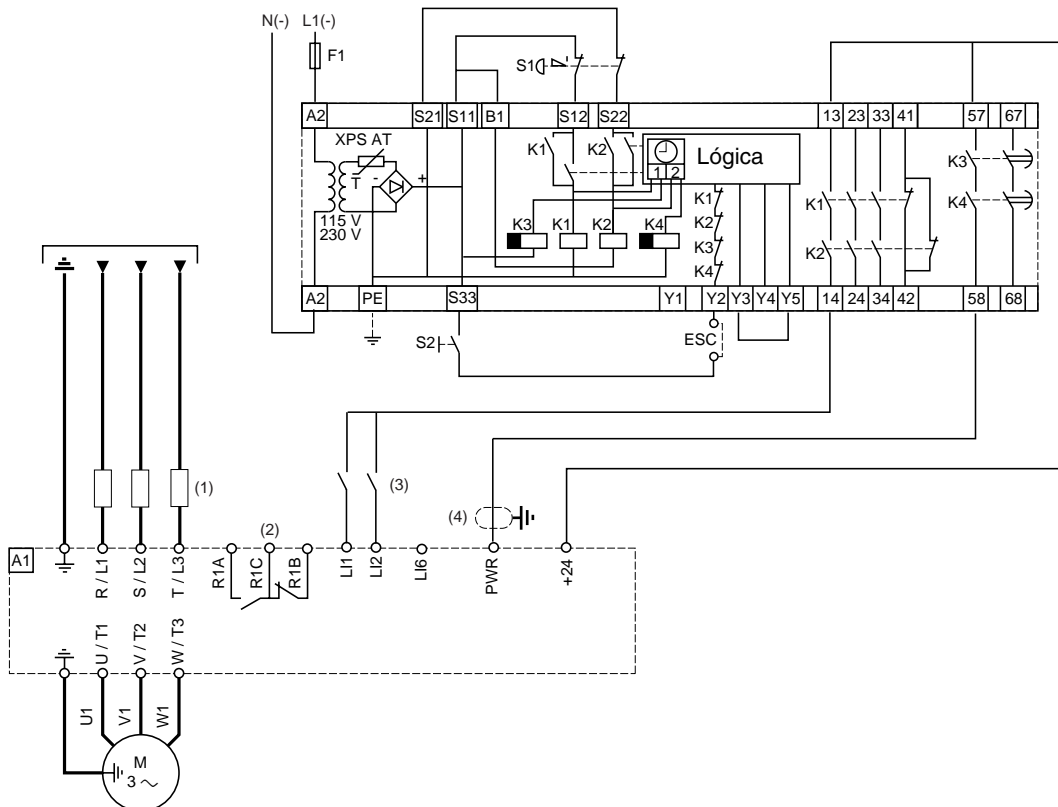 N(-) L1(-)
F1
S1
A2 S21 S11 B1 S12 S22 13 23 33 41 57 67
XPS AT
T - +
115 V
230 V
K1 K2
1 2
Lógica
K3 K1 K2 K4
K1
K2
K3
K4
K1
K2
K3
K4
A2 PE S33 Y1 Y2 Y3 Y4 Y5 14 24 34 42 58 68
S2
ESC
(1)
(2)
(3)
(4)
A1
R / L1
S / L2
T / L3
R1A
R1C
R1B
LI1
LI2
LI6
PWR
+24
U / T1
V / T2
W / T3
U1
V1
W1
M
3 ~